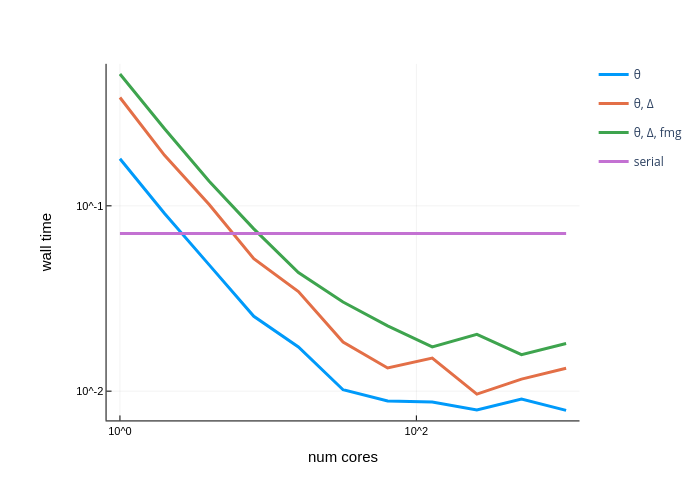 θ
θ, Δ
θ, Δ, fmg
serial
10^-1
wall time
10^-2
10^0
10^2
num cores